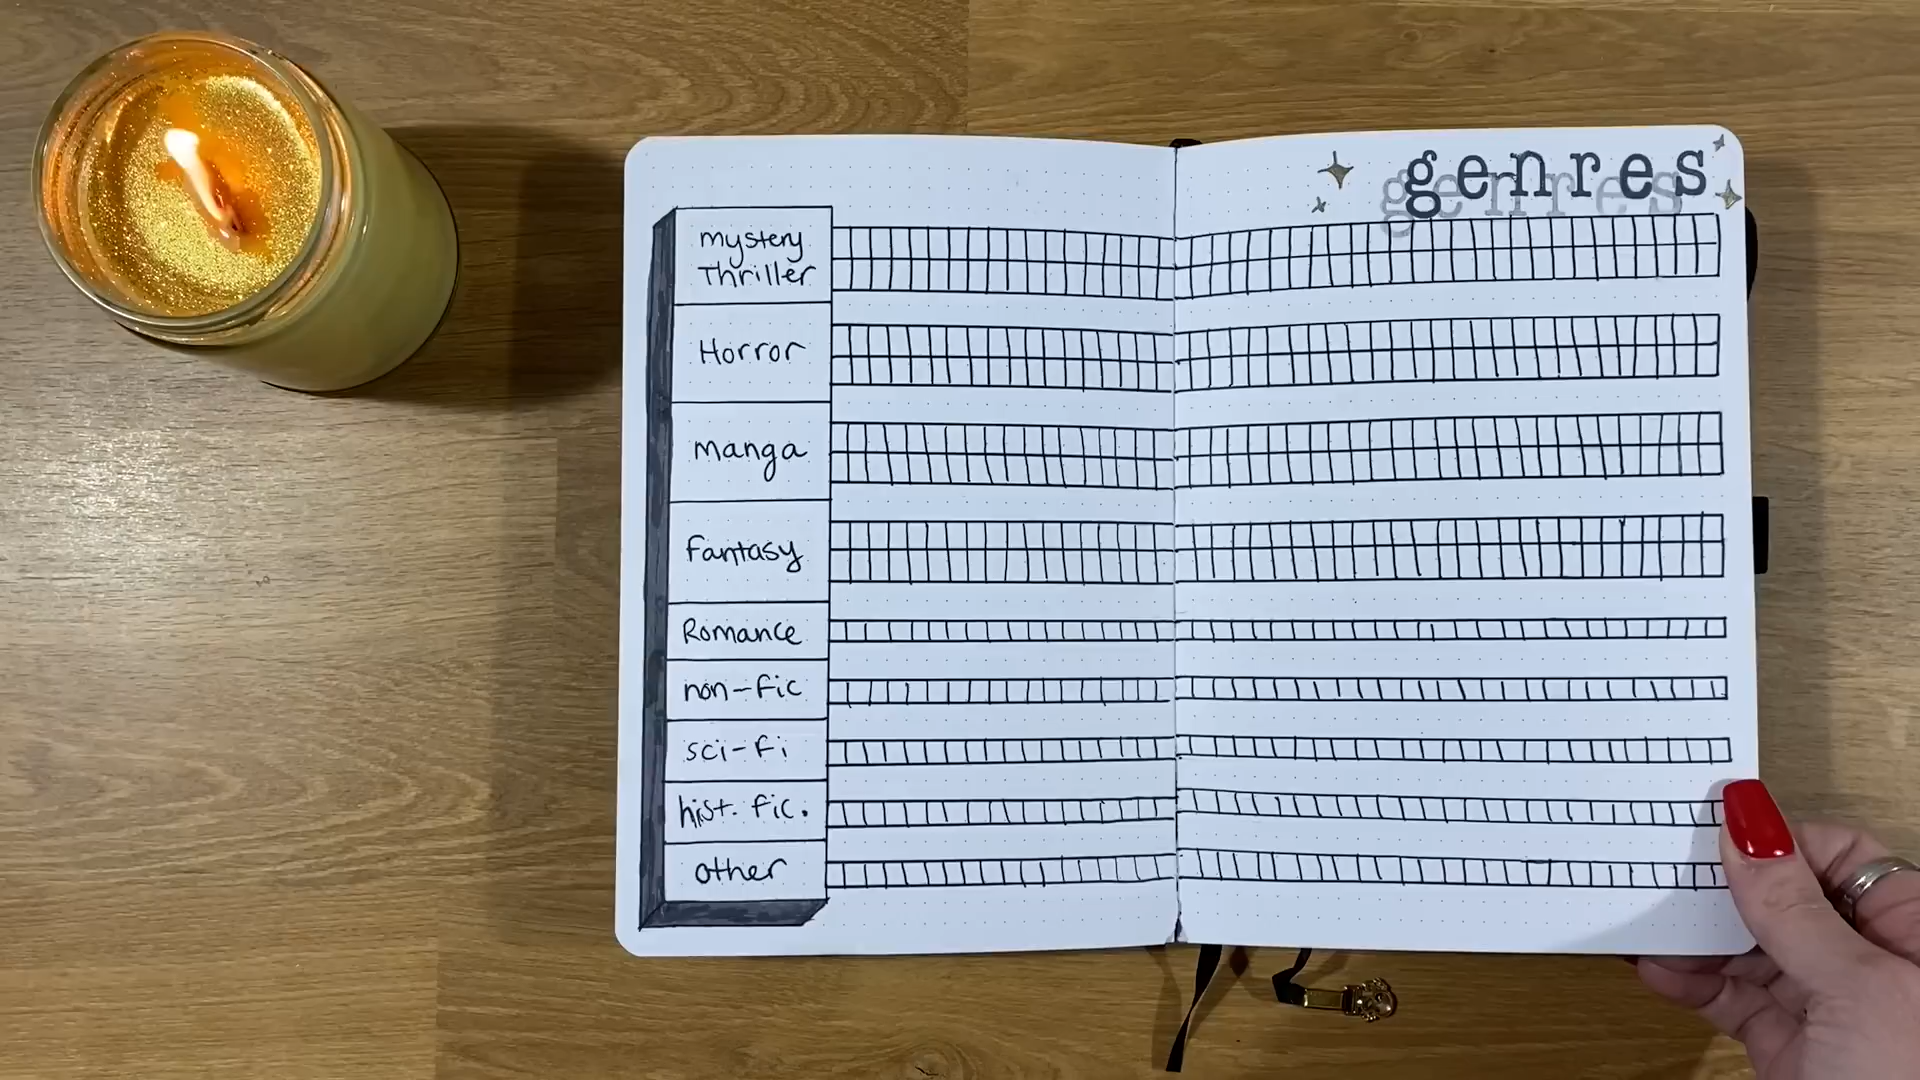 genres
mystery
Thriller
Horror
manga
Fantasy
Romance
non-fic
sci-fi
hist. fic.
other